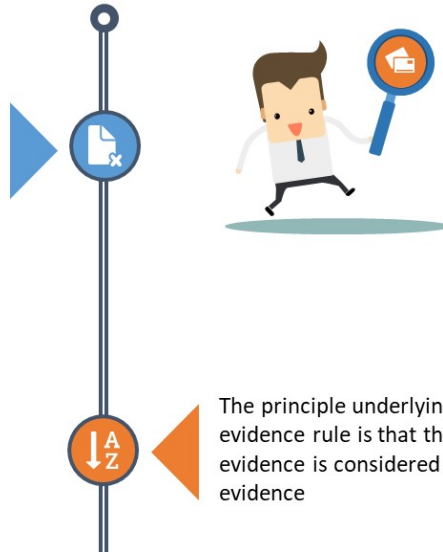 A
Z
The principle underlyin
evidence rule is that th
evidence is considered
evidence